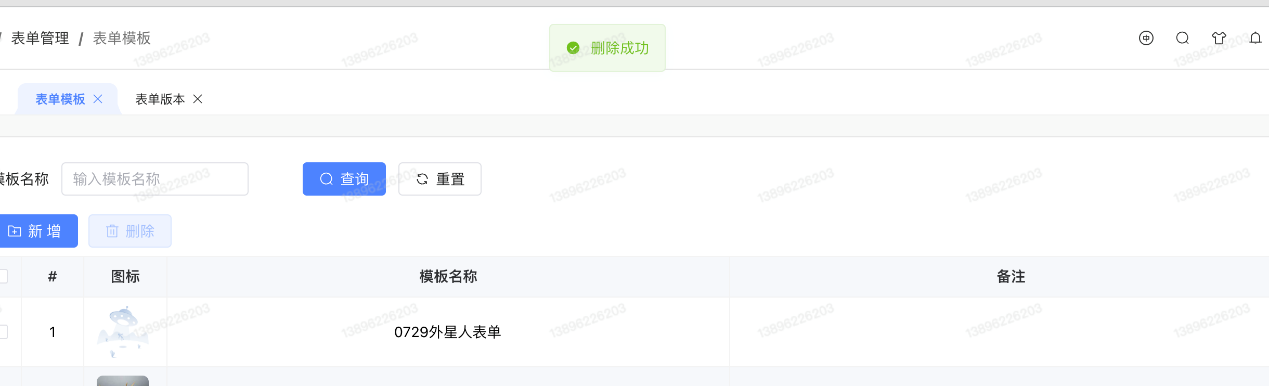 / 表单管理 / 表单模板
删除成功
表单模板 表单版本
模板名称 输入模板名称 查询 重置
新增 删除
# 图标 模板名称 备注
1 0729外星人表单
13896226203